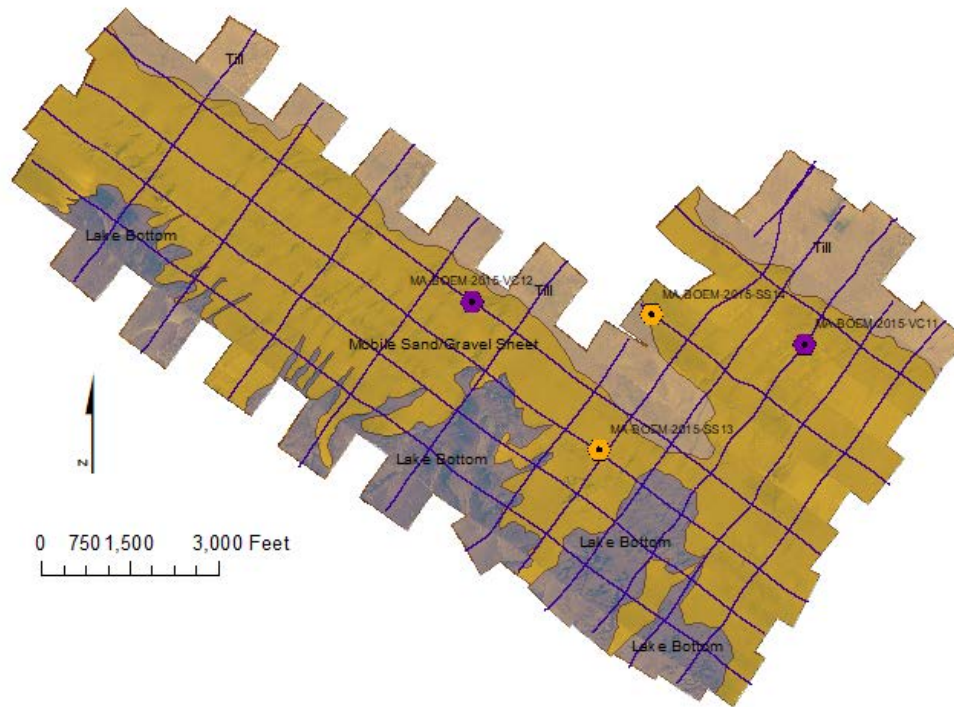 Till
Lake Bottom
Till
MA-BOEM-2015-VC12
Till
MA-BOEM-2015-SS14
MA-BOEM-2015-VC11
Mobile Sand/Gravel Sheet
MA-BOEM-2015-SS13
Lake Bottom
z
0 750 1,500 3,000 Feet
Lake Bottom
Lake Bottom